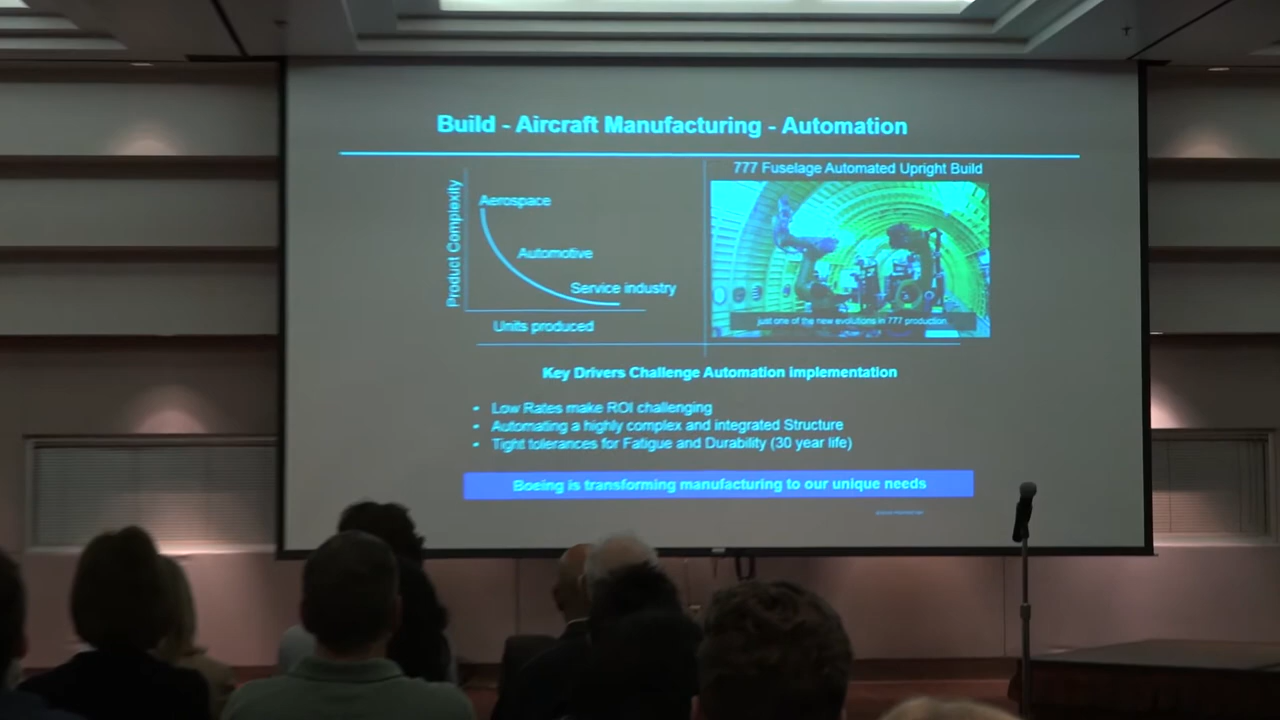 Build - Aircraft Manufacturing - Automation
Product Complexity
Aerospace
Automotive
Service industry
Units produced
777 Fuselage Automated Upright Build
just one of the new evolutions in 777 production.
Key Drivers Challenge Automation implementation
• Low Rates make ROI challenging
• Automating a highly complex and integrated Structure
• Tight tolerances for Fatigue and Durability (30 year life)
Boeing is transforming manufacturing to our unique needs